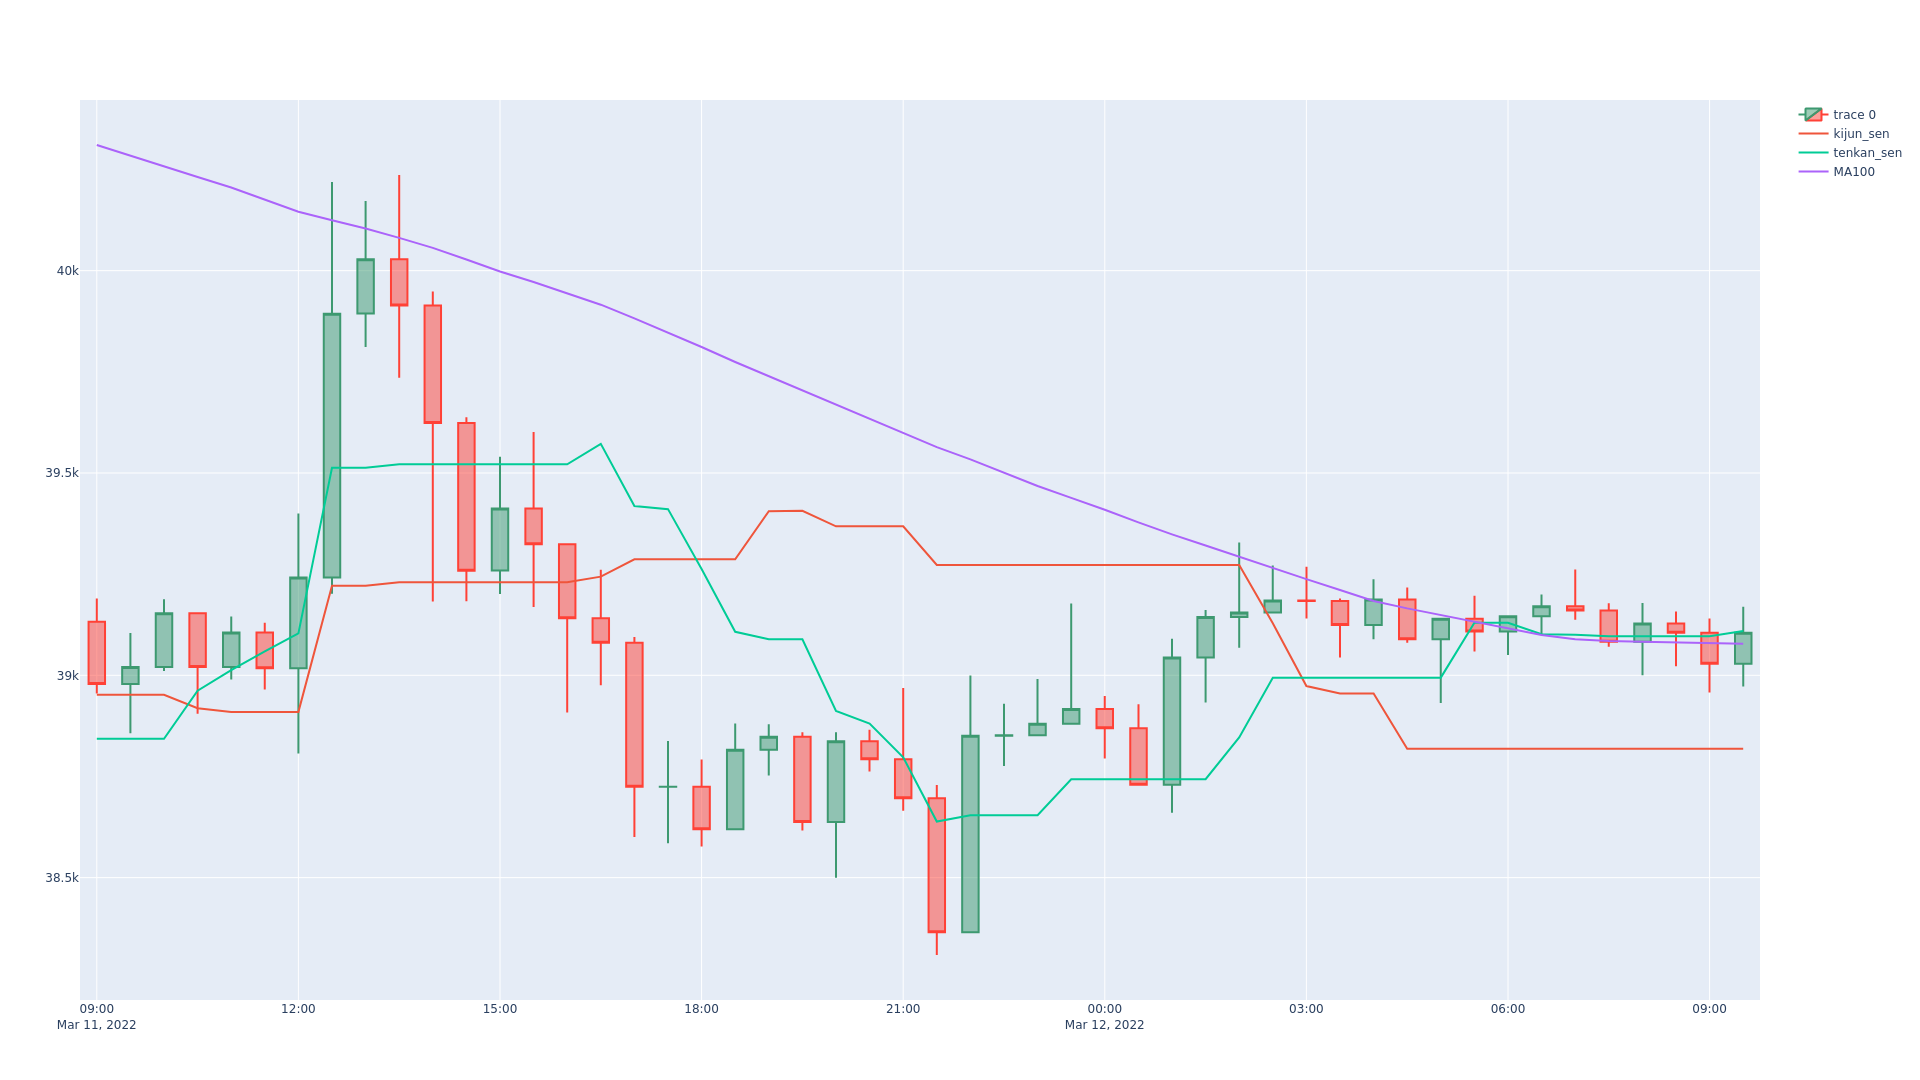 trace 0
kijun_sen
tenkan_sen
MA100
40k
39.5k
39k
38.5k
09:00 12:00 15:00 18:00 21:00 00:00 03:00 06:00 09:00
Mar 11, 2022 Mar 12, 2022